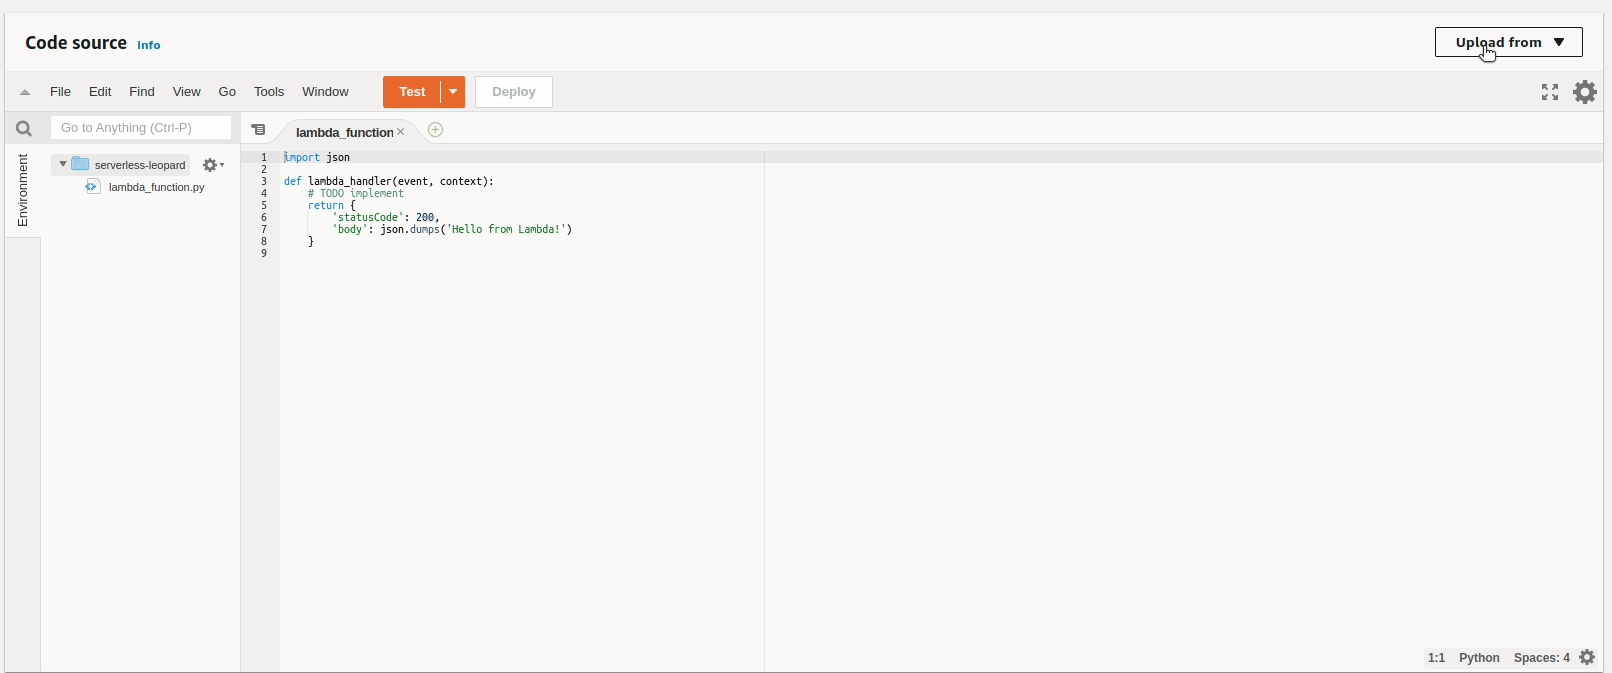 Code source Info
Upload from
File Edit Find View Go Tools Window Test Deploy
Go to Anything (Ctrl-P)
lambda_function
Environment
serverless-leopard
lambda_function.py
1 import json
2
3 def lambda_handler(event, context):
4 # TODO implement
5 return {
6 'statusCode': 200,
7 'body': json.dumps('Hello from Lambda!')
8 }
9
1:1 Python Spaces: 4